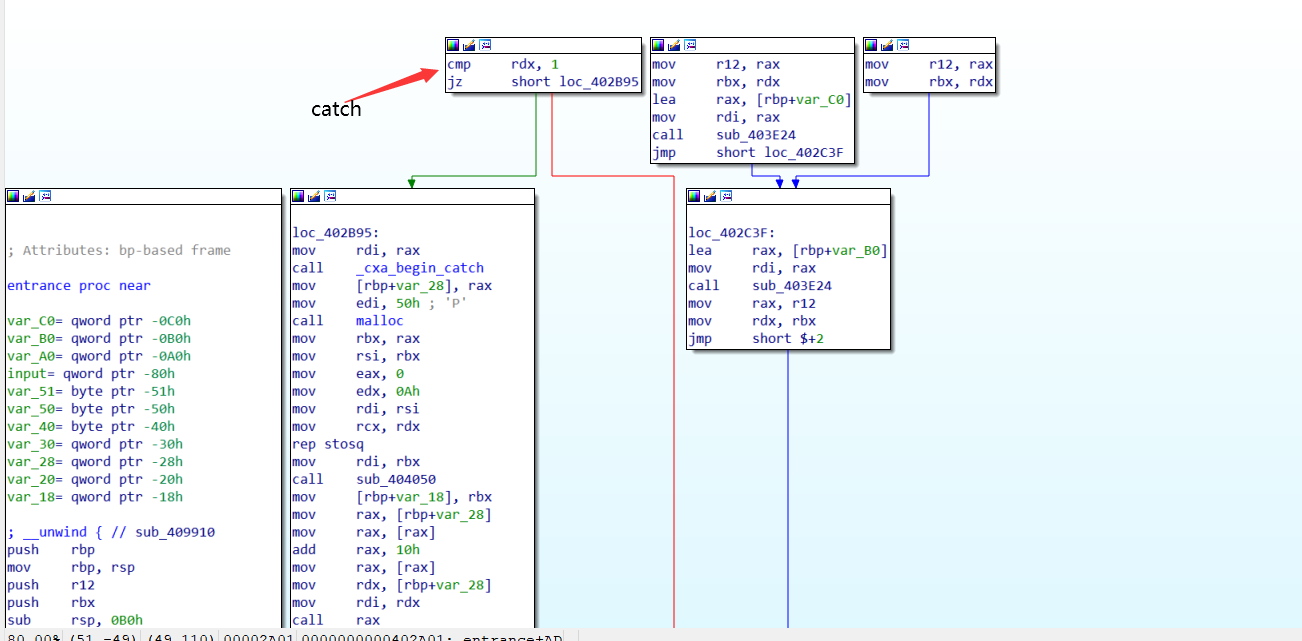 cmp rdx, 1
jz short loc_402B95
mov r12, rax
mov rbx, rdx
lea rax, [rbp+var_C0]
mov rdi, rax
call sub_403E24
jmp short loc_402C3F
mov r12, rax
mov rbx, rdx
catch
; Attributes: bp-based frame
entrance proc near
var_C0= qword ptr -0C0h
var_B0= qword ptr -0B0h
var_A0= qword ptr -0A0h
input= qword ptr -80h
var_51= byte ptr -51h
var_50= byte ptr -50h
var_40= byte ptr -40h
var_30= qword ptr -30h
var_28= qword ptr -28h
var_20= qword ptr -20h
var_18= qword ptr -18h
; __unwind { // sub_409910
push rbp
mov rbp, rsp
push r12
push rbx
sub rsp, 0B0h
loc_402B95:
mov rdi, rax
call _cxa_begin_catch
mov [rbp+var_28], rax
mov edi, 50h ; 'P'
call malloc
mov rbx, rax
mov rsi, rbx
mov eax, 0
mov edx, 0Ah
mov rdi, rsi
mov rcx, rdx
rep stosq
mov rdi, rbx
call sub_404050
mov [rbp+var_18], rbx
mov rax, [rbp+var_28]
mov rax, [rax]
add rax, 10h
mov rax, [rax]
mov rdx, [rbp+var_28]
mov rdi, rdx
call rax
loc_402C3F:
lea rax, [rbp+var_B0]
mov rdi, rax
call sub_403E24
mov rax, r12
mov rdx, rbx
jmp short $+2
80.00% (51,-49) (49,110) 00002A01 0000000000402A01: entrance+AD